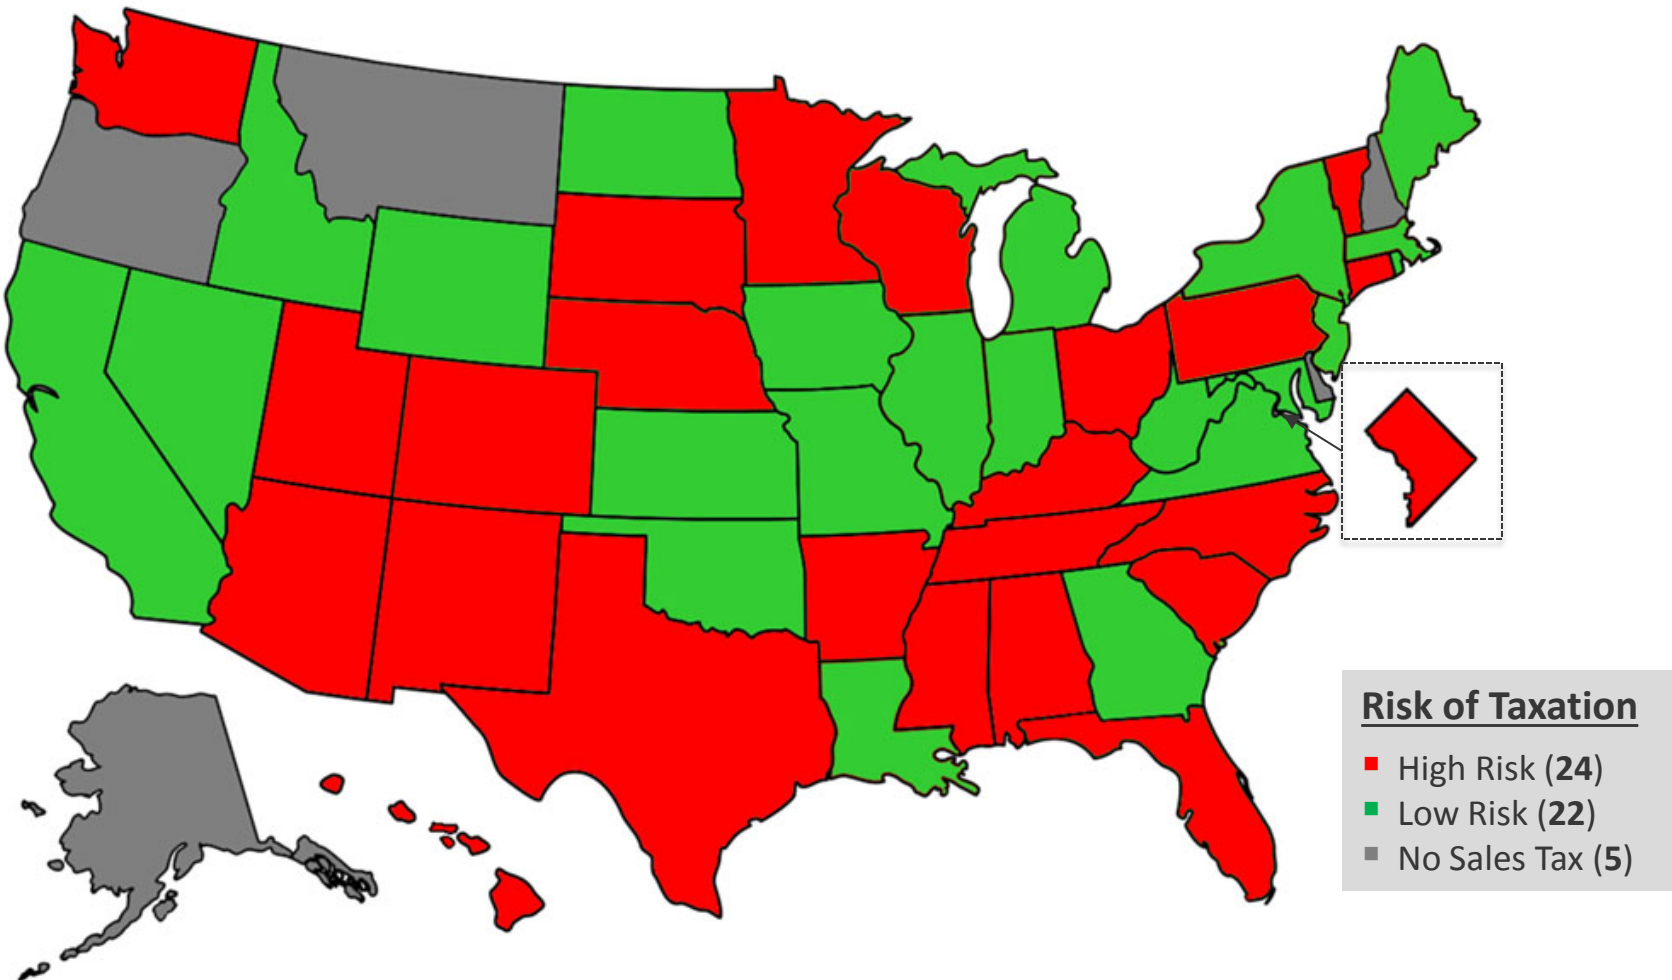 Risk of Taxation
High Risk (24)
Low Risk (22)
No Sales Tax (5)